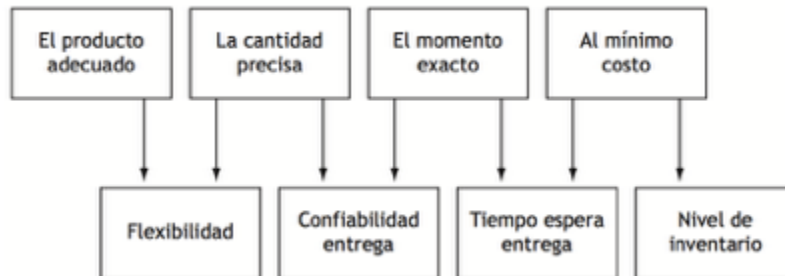 El producto
adecuado
La cantidad
precisa
El momento
exacto
Al mínimo
costo
Flexibilidad
Confiabilidad
entrega
Tiempo espera
entrega
Nivel de
inventario